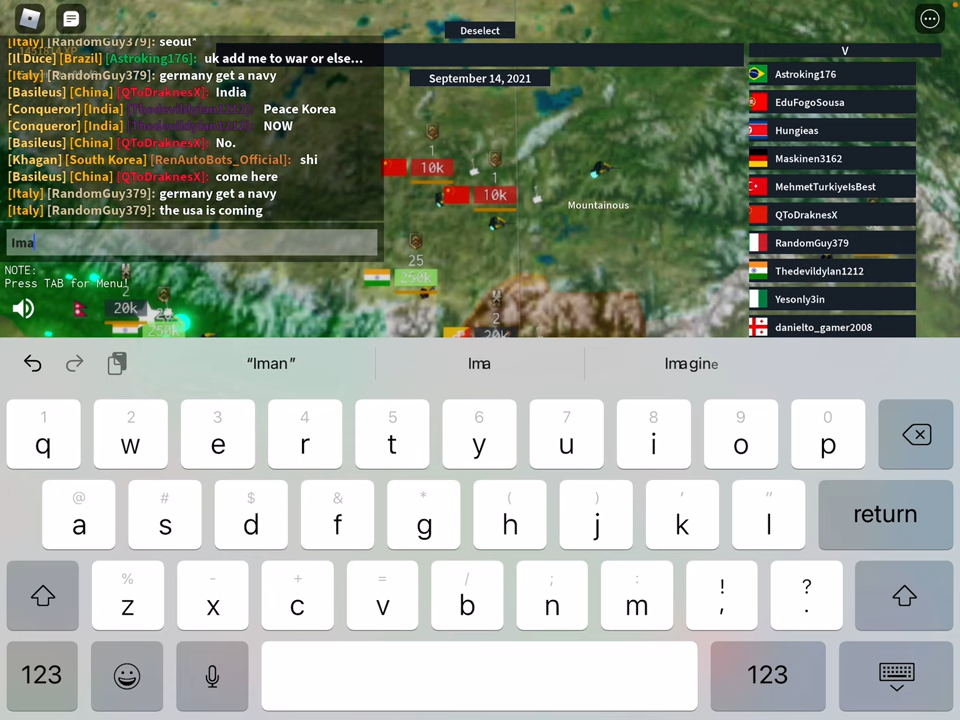 [Italy] [RandomGuy379]: seoul*
[Il Duce] [Brazil] [Astroking176]: uk add me to war or else...
[Italy] [RandomGuy379]: germany get a navy
[Basileus] [China] [QToDraknesX]: India
[Conqueror] [India] [Thedevildylan1212]: Peace Korea
[Conqueror] [India] [Thedevildylan1212]: NOW
[Basileus] [China] [QToDraknesX]: No.
[Khagan] [South Korea] [RenAutoBots_Official]: shi
[Basileus] [China] [QToDraknesX]: come here
[Italy] [RandomGuy379]: germany get a navy
[Italy] [RandomGuy379]: the usa is coming
Ima
NOTE:
Press TAB for Menu!
Deselect
September 14, 2021
1
10k
1
10k
Mountainous
25
250k
2
20k
250k
2
20k
V
Astroking176
EduFogoSousa
Hungieas
Maskinen3162
MehmetTurkiyeIsBest
QToDraknesX
RandomGuy379
Thedevildylan1212
Yesonly3in
danielto_gamer2008
“Iman” Ima Imagine
1 2 3 4 5 6 7 8 9 0
q w e r t y u i o p
@ # $ & * ( ) ' "
a s d f g h j k l return
% - + = / ; : ! ?
z x c v b n m , .
123 123